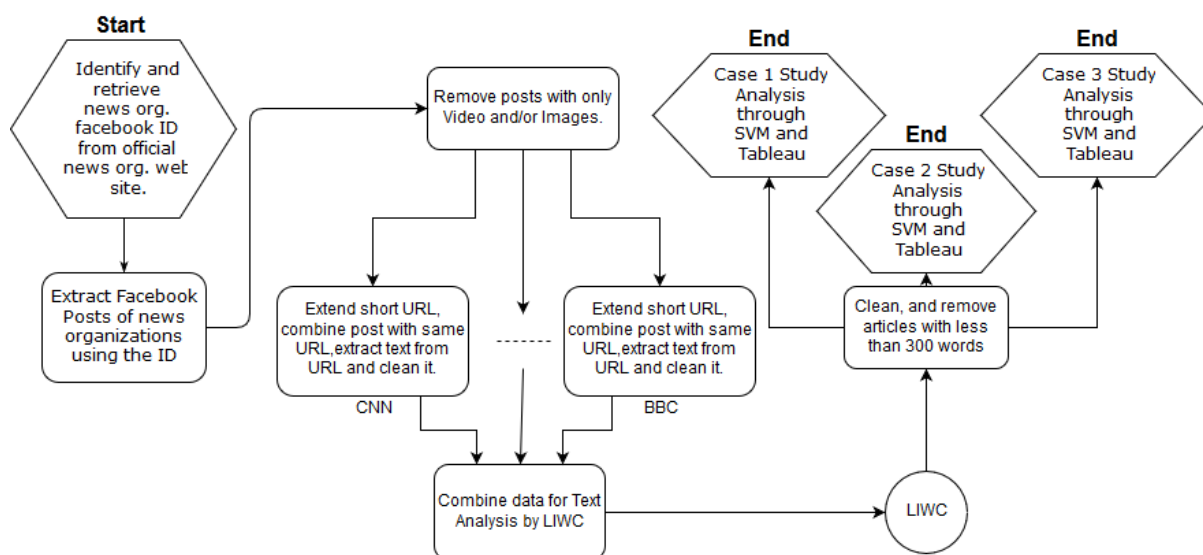 Start
Identify and
retrieve
news org.
facebook ID
from official
news org. wet
site.
Extract Facebook
Posts of news
organizations
using the ID
Remove posts with only
Video and/or Images.
Extend short URL,
combine post with same
URL,extract text from
URL and clean it.
CNN
Extend short URL,
combine post with same
URL,extract text from
URL and clean it.
BBC
Combine data for Text
Analysis by LIWC
LIWC
Clean, and remove
articles with less
than 300 words
End
Case 1 Study
Analysis
through
SVM and
Tableau
End
Case 2 Study
Analysis
through
SVM and
Tableau
End
Case 3 Study
Analysis
through
SVM and
Tableau